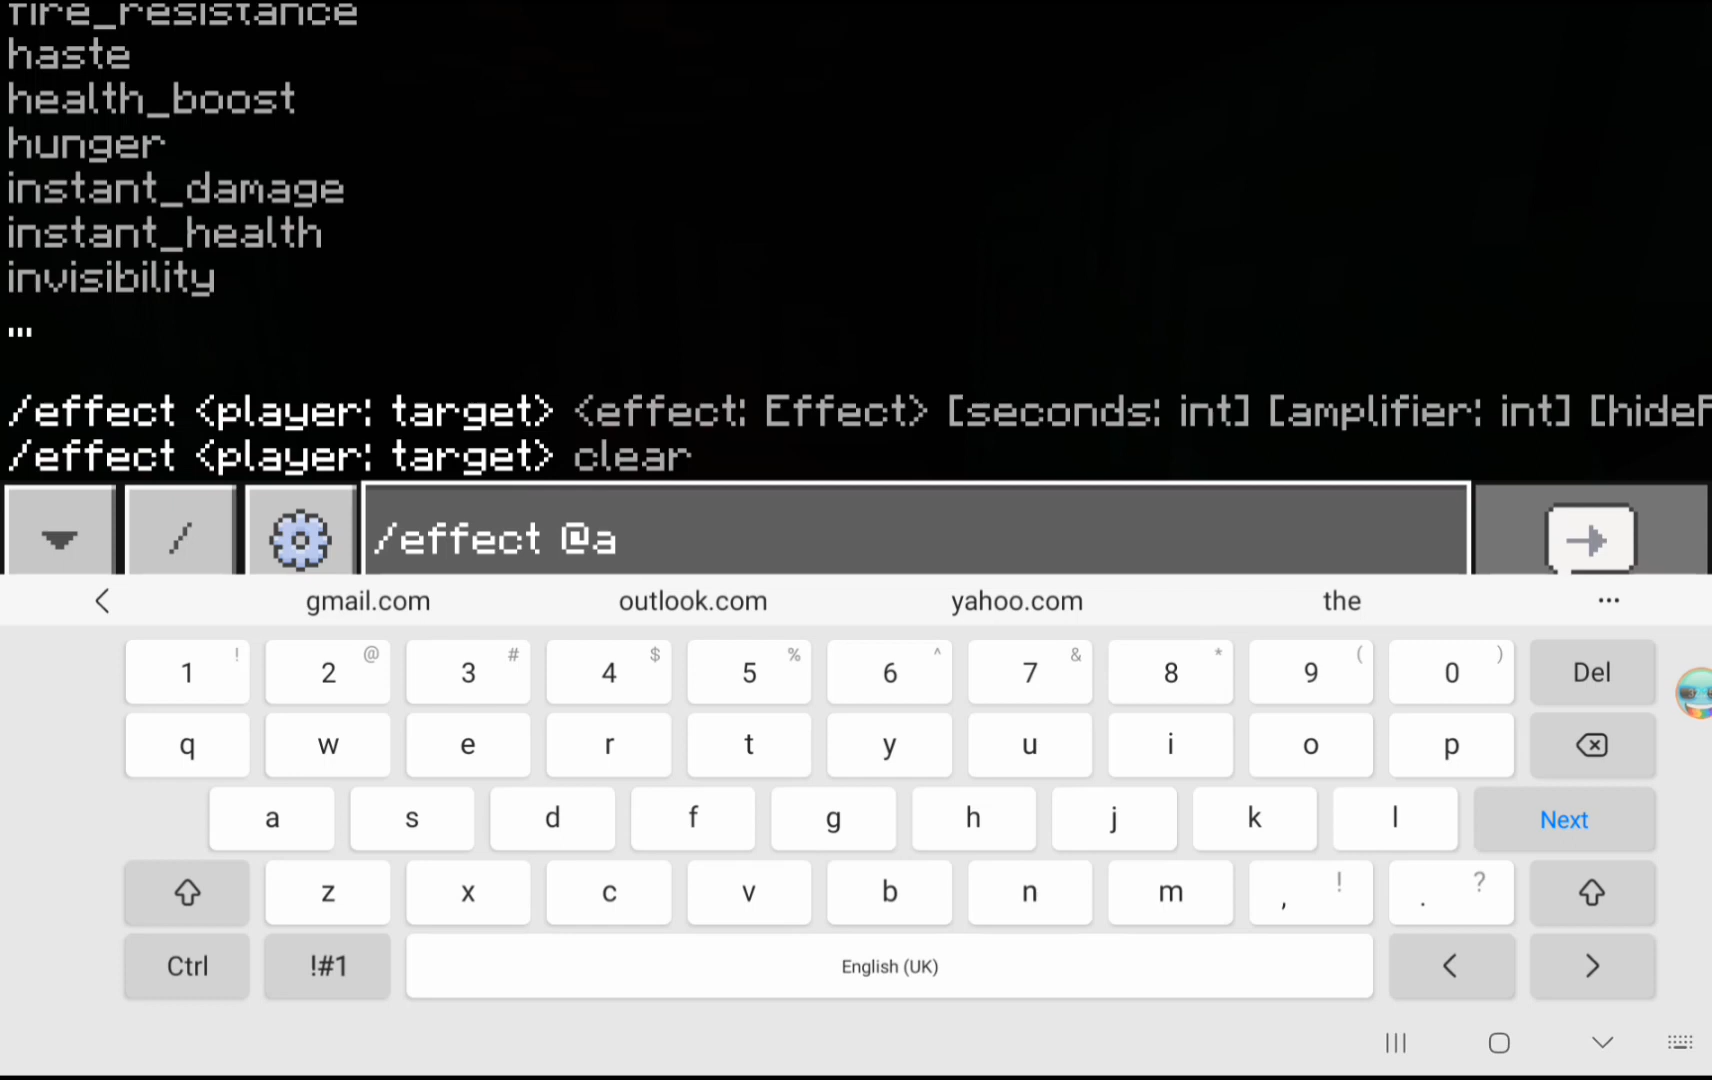 fire_resistance
haste
health_boost
hunger
instant_damage
instant_health
invisibility
...
/effect <player: target> <effect: Effect> [seconds: int] [amplifier: int] [hideP
/effect <player: target> clear
/
/effect @a
gmail.com outlook.com yahoo.com the ...
1 ! 2 @ 3 # 4 $ 5 % 6 ^ 7 & 8 * 9 ( 0 ) Del
q w e r t y u i o p
a s d f g h j k l Next
z x c v b n m , ! . ?
Ctrl !#1 English (UK) < >